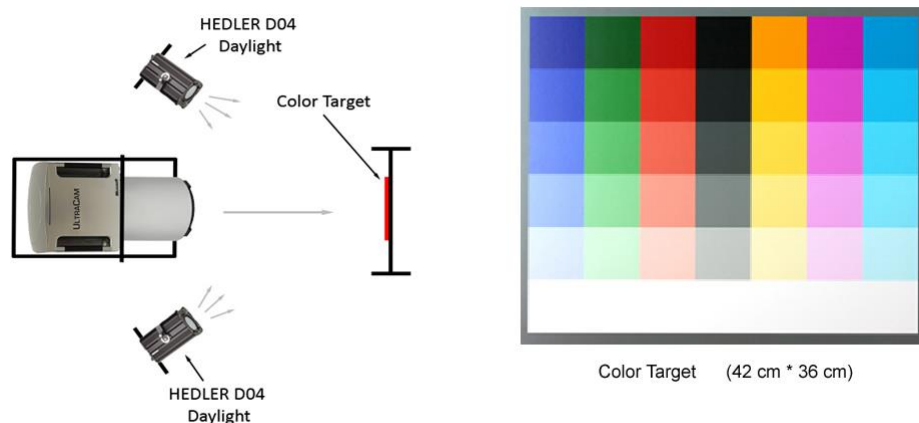 HEDLER D04
Daylight
Color Target
ULTRACAM
HEDLER D04
Daylight
Color Target (42 cm * 36 cm)